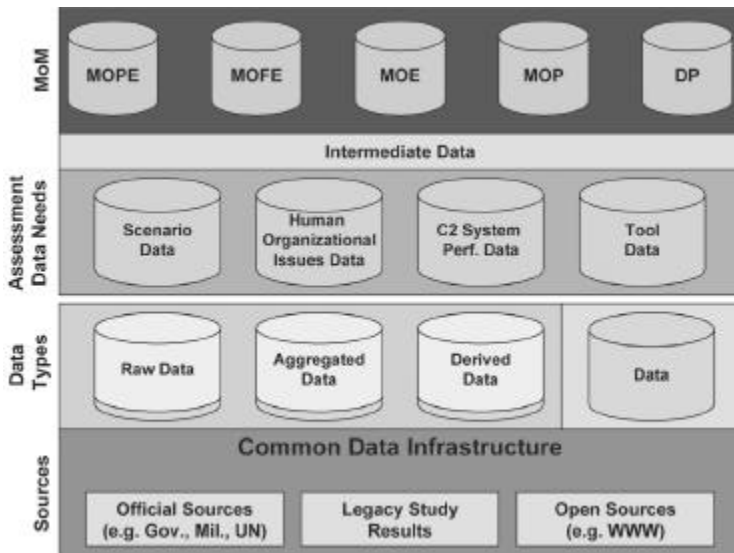 MoM
MOPE
MOFE
MOE
MOP
DP
Intermediate Data
Assessment
Data Needs
Scenario
Data
Human
Organizational
Issues Data
C2 System
Perf. Data
Tool
Data
Data
Types
Raw Data
Aggregated
Data
Derived
Data
Data
Common Data Infrastructure
Sources
Official Sources
(e.g. Gov., Mil., UN)
Legacy Study
Results
Open Sources
(e.g. WWW)